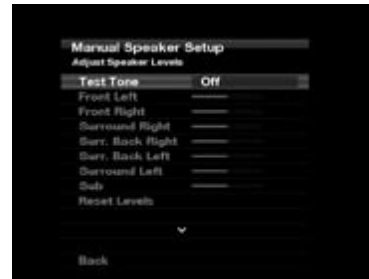 Manual Speaker Setup
Adjust Speaker Levels
Test Tone Off
Front Left
Front Right
Surround Right
Surr. Back Right
Surr. Back Left
Surround Left
Sub
Reset Levels
Back